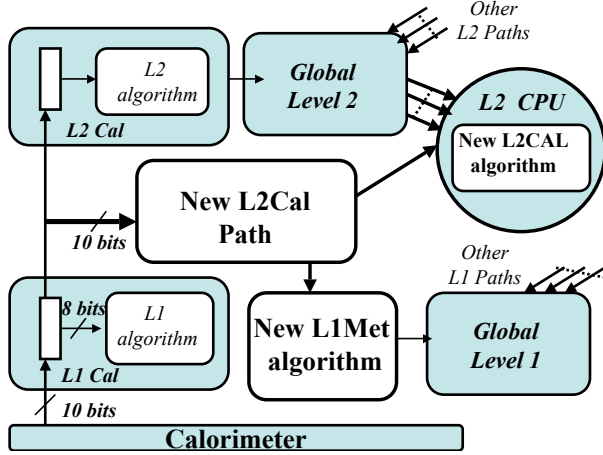 Other
L2 Paths
L2
algorithm
L2 Cal
Global
Level 2
L2 CPU
New L2CAL
algorithm
New L2Cal
Path
10 bits
Other
L1 Paths
8 bits
L1
algorithm
L1 Cal
New L1Met
algorithm
Global
Level 1
10 bits
Calorimeter